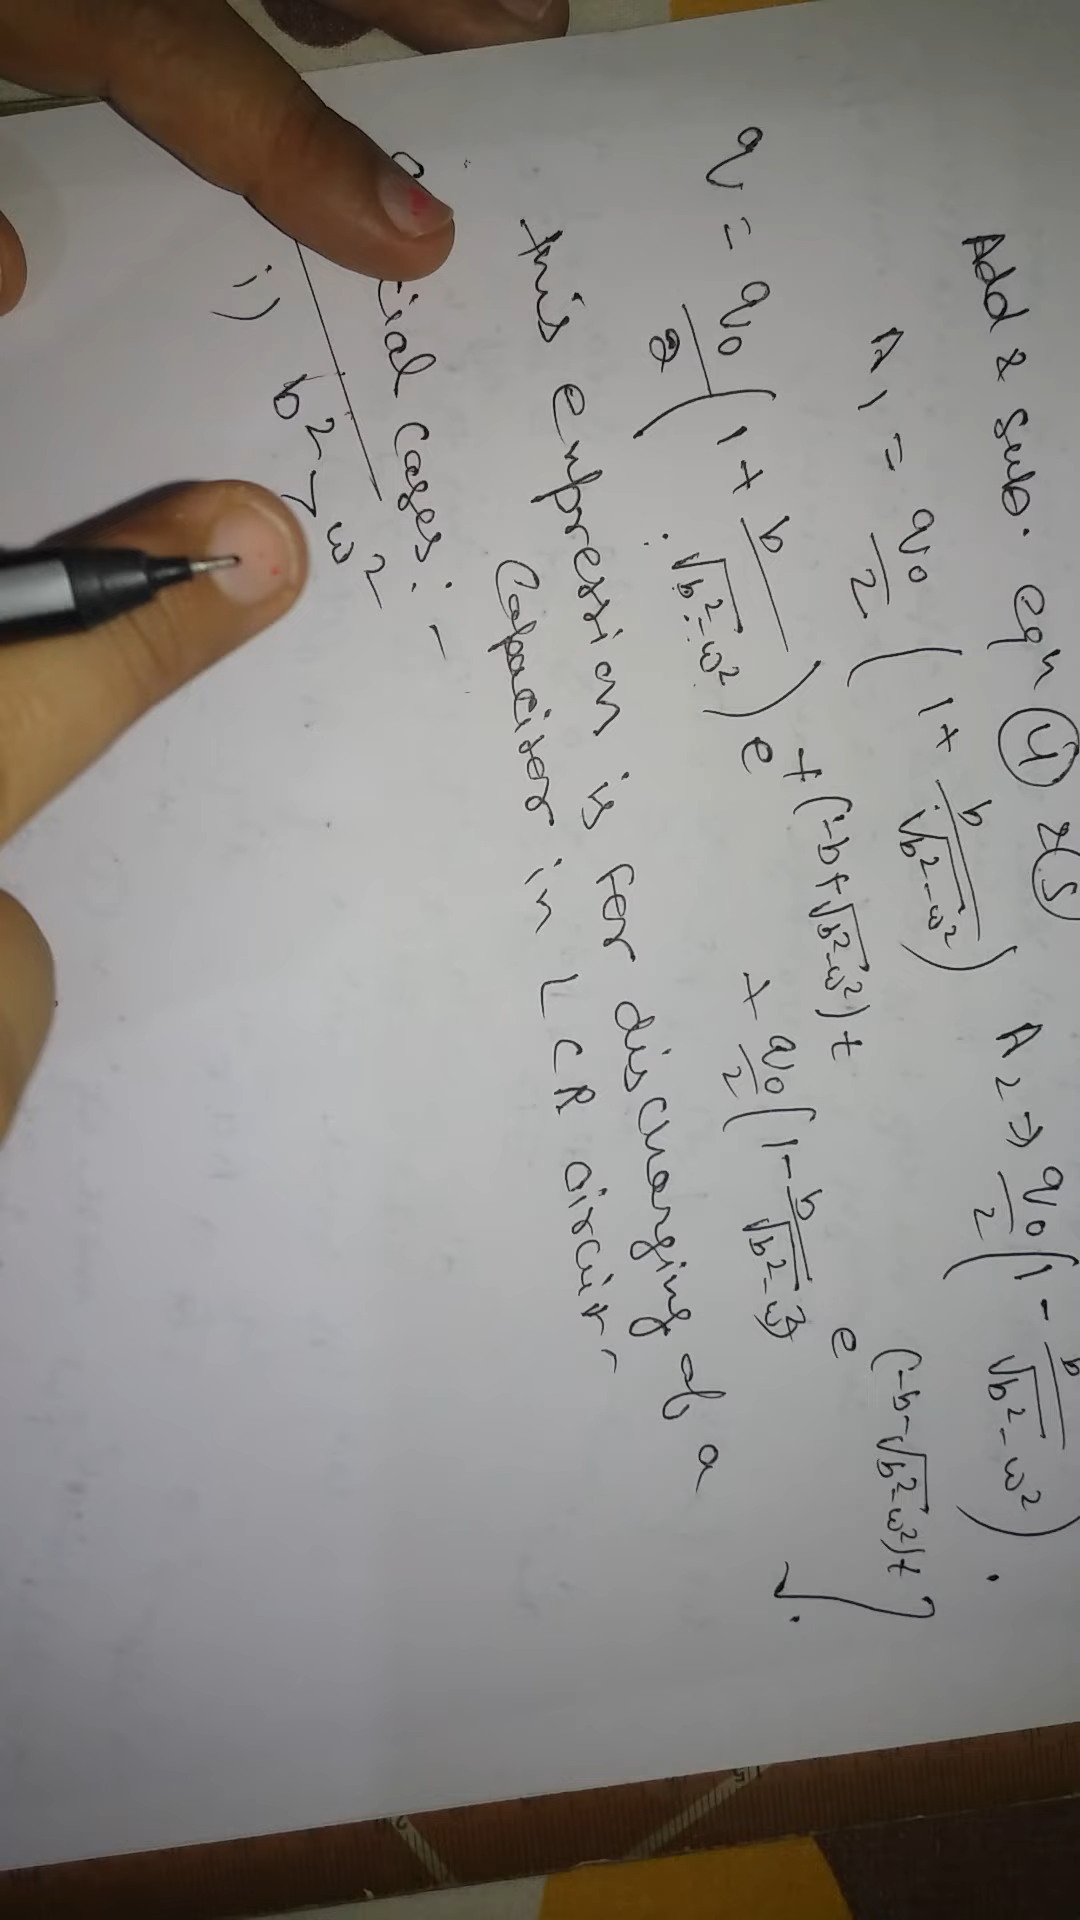 Add & sub. eqn (4) & (5)
A1 = q0/2 (1 + b/√b²-ω²) A2 ⇒ q0/2 (1 - b/√b²-ω²).
q = q0/2 (1 + b/√b²-ω²) e^+(-b+√b²-ω²)t + q0/2 (1 - b/√b²-ω²) e^(-b-√b²-ω²)t
this expression is for discharging of a
Capacitor in LCR circuit
cial cases:-
i) b² > ω²
15